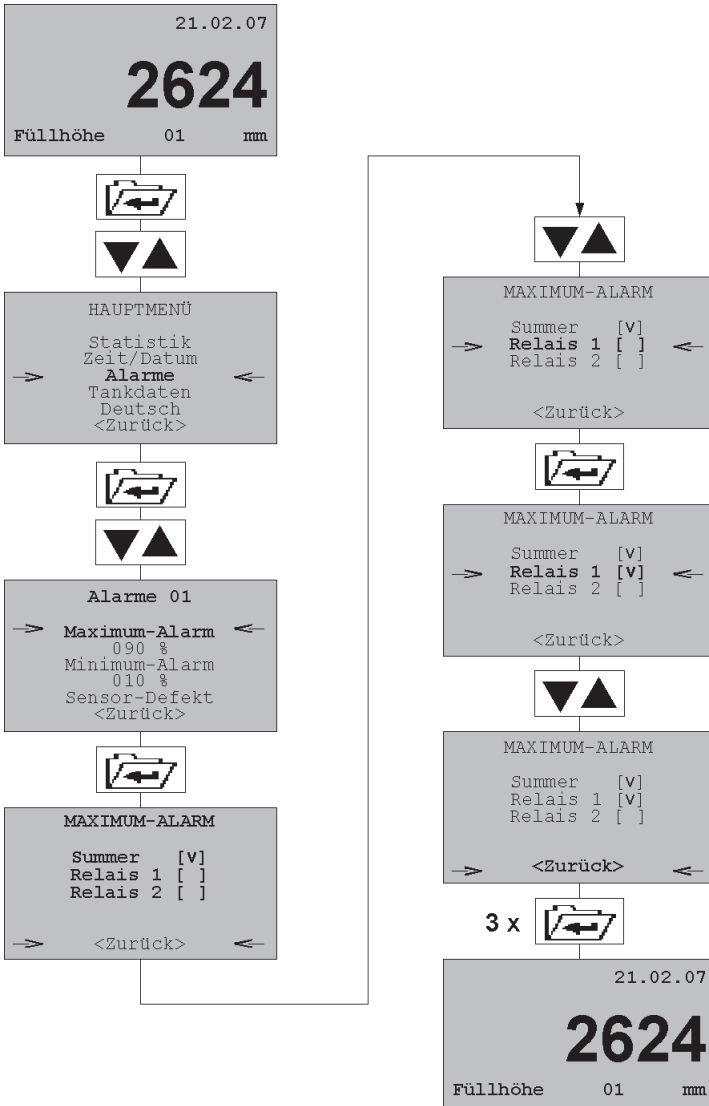 21.02.07
2624
Füllhöhe 01 mm
HAUPTMENÜ
Statistik
Zeit/Datum
Alarme
Tankdaten
Deutsch
<Zurück>
Alarme 01
Maximum-Alarm
090 %
Minimum-Alarm
010 %
Sensor-Defekt
<Zurück>
MAXIMUM-ALARM
Summer [V]
Relais 1 [ ]
Relais 2 [ ]
<Zurück>
MAXIMUM-ALARM
Summer [V]
Relais 1 [ ]
Relais 2 [ ]
<Zurück>
MAXIMUM-ALARM
Summer [V]
Relais 1 [V]
Relais 2 [ ]
<Zurück>
MAXIMUM-ALARM
Summer [V]
Relais 1 [V]
Relais 2 [ ]
<Zurück>
3 x
21.02.07
2624
Füllhöhe 01 mm